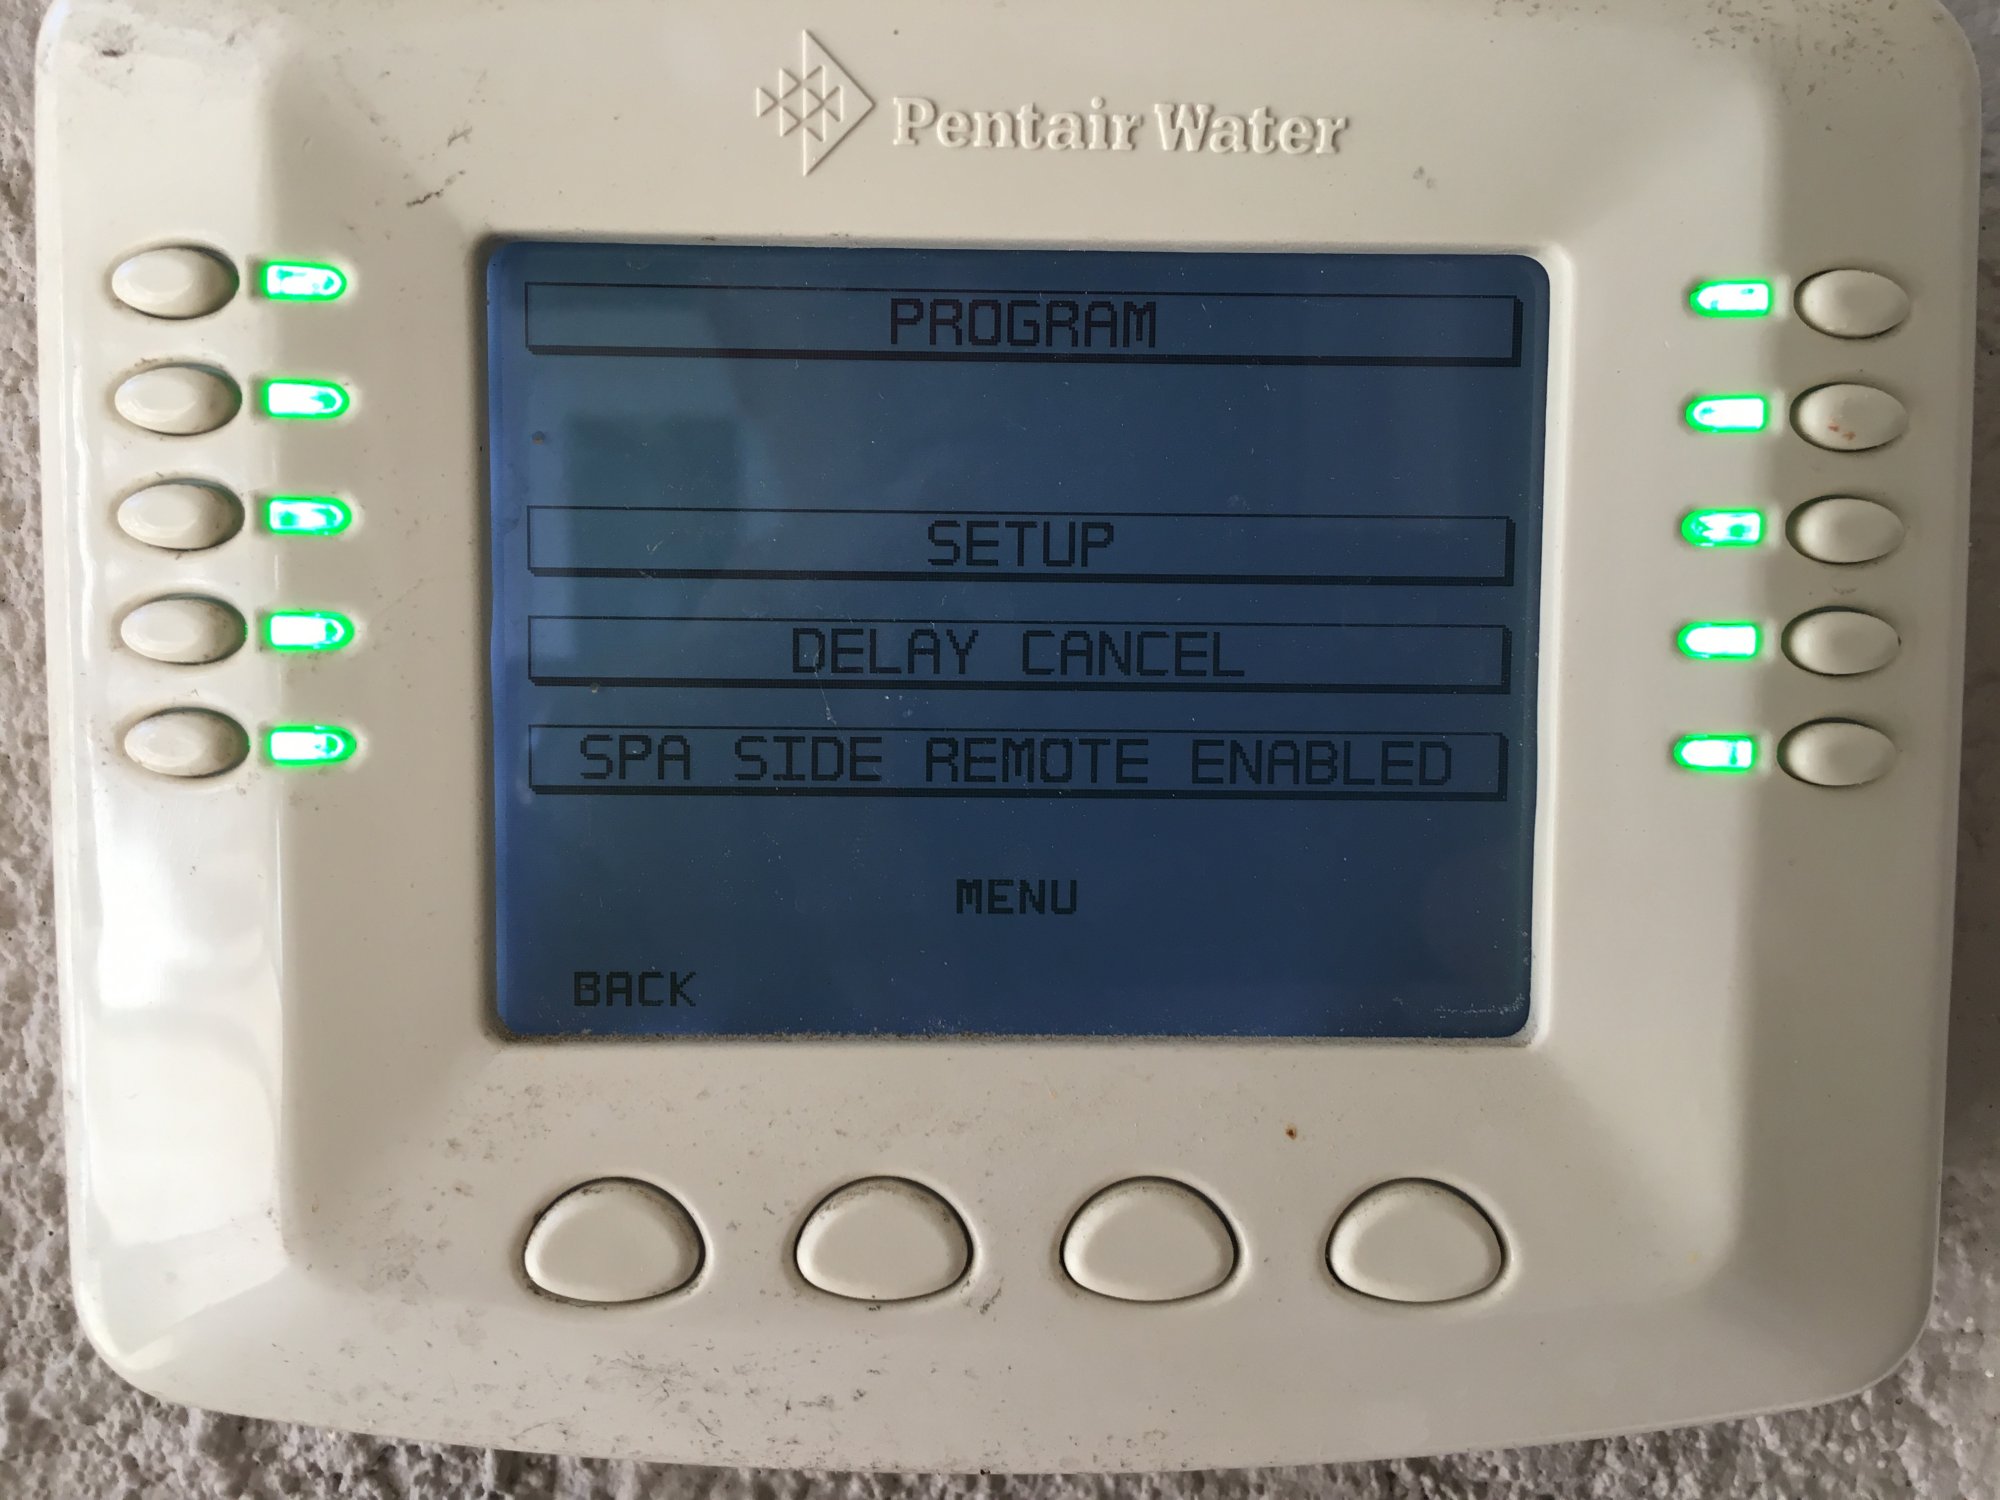 Pentair Water
PROGRAM
SETUP
DELAY CANCEL
SPA SIDE REMOTE ENABLED
MENU
BACK